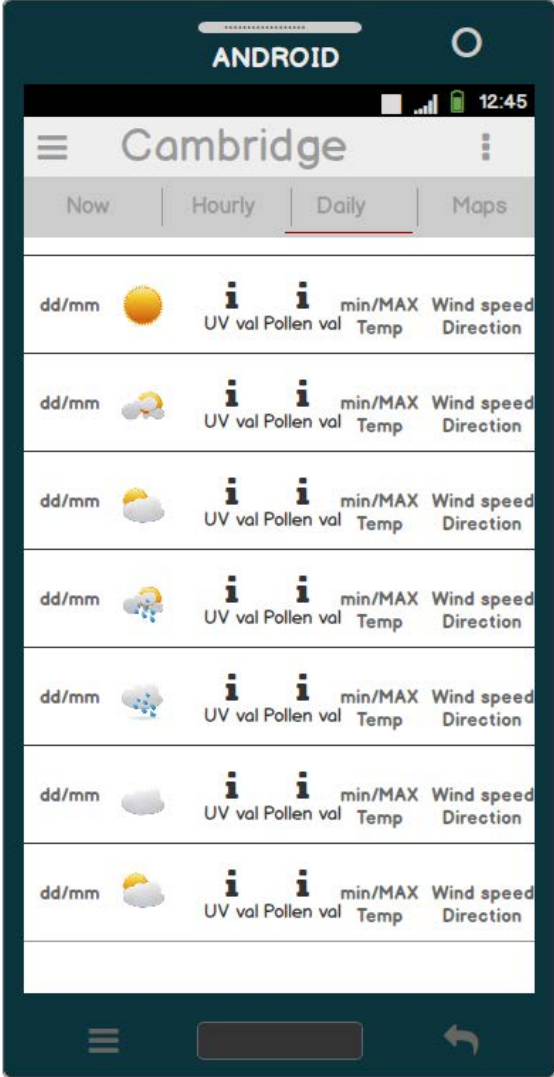 ANDROID
12:45
Cambridge
Now Hourly Daily Maps
dd/mm UV val Pollen val min/MAX Temp Wind speed Direction
dd/mm UV val Pollen val min/MAX Temp Wind speed Direction
dd/mm UV val Pollen val min/MAX Temp Wind speed Direction
dd/mm UV val Pollen val min/MAX Temp Wind speed Direction
dd/mm UV val Pollen val min/MAX Temp Wind speed Direction
dd/mm UV val Pollen val min/MAX Temp Wind speed Direction
dd/mm UV val Pollen val min/MAX Temp Wind speed Direction